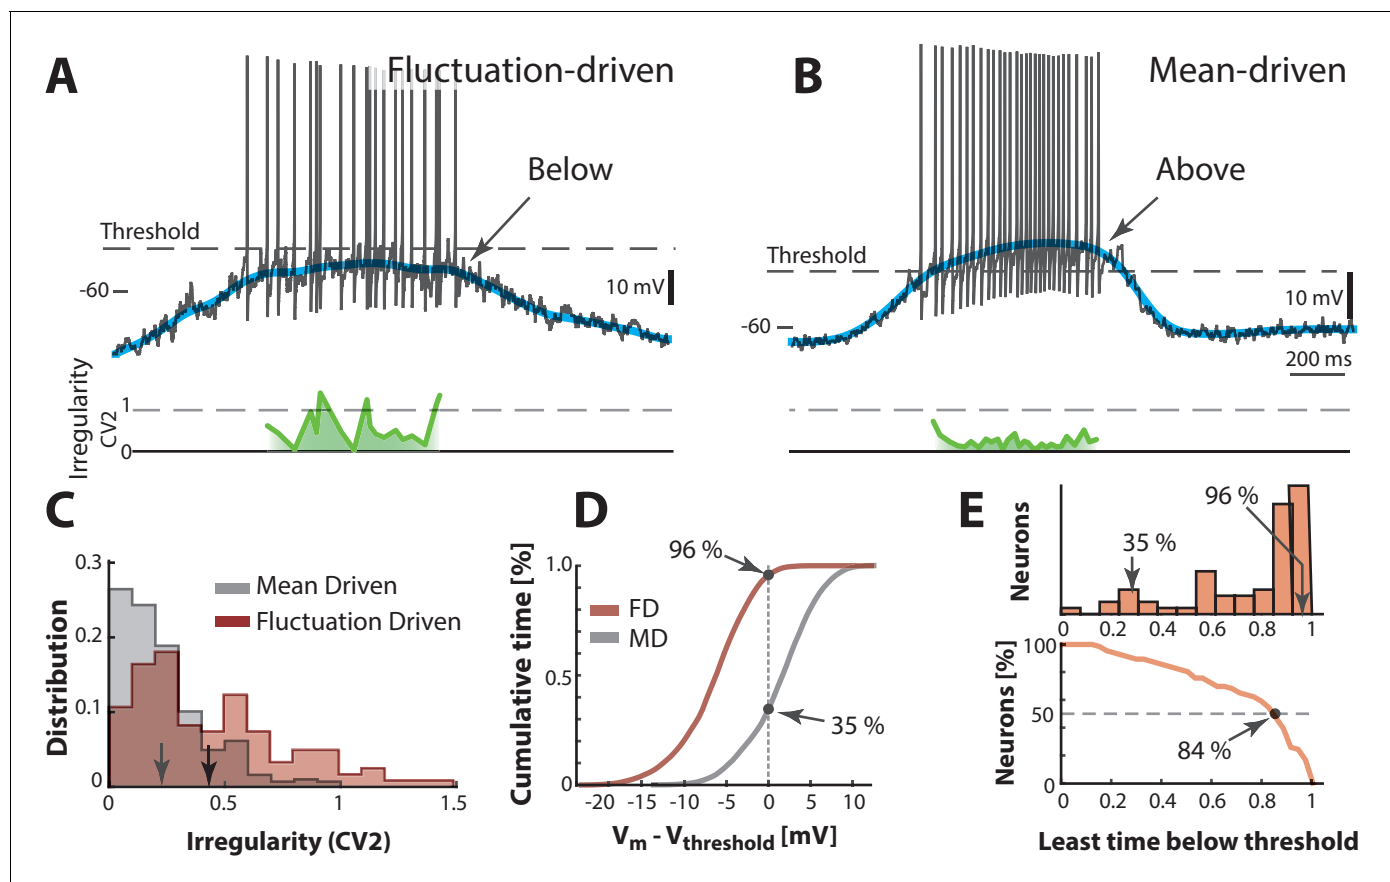 A
Fluctuation-driven
Below
Threshold
-60
10 mV
Irregularity
CV2
1
0
B
Mean-driven
Above
Threshold
-60
10 mV
200 ms
C
Distribution
0.3
0.2
0.1
0
Mean Driven
Fluctuation Driven
0
0.5
1
1.5
Irregularity (CV2)
D
Cumulative time [%]
1.0
0.5
0
96 %
FD
MD
35 %
-20
-15
-10
-5
0
5
10
Vm - Vthreshold [mV]
E
Neurons
35 %
96 %
0
0.2
0.4
0.6
0.8
1
Neurons [%]
100
50
0
84 %
0
0.2
0.4
0.6
0.8
1
Least time below threshold